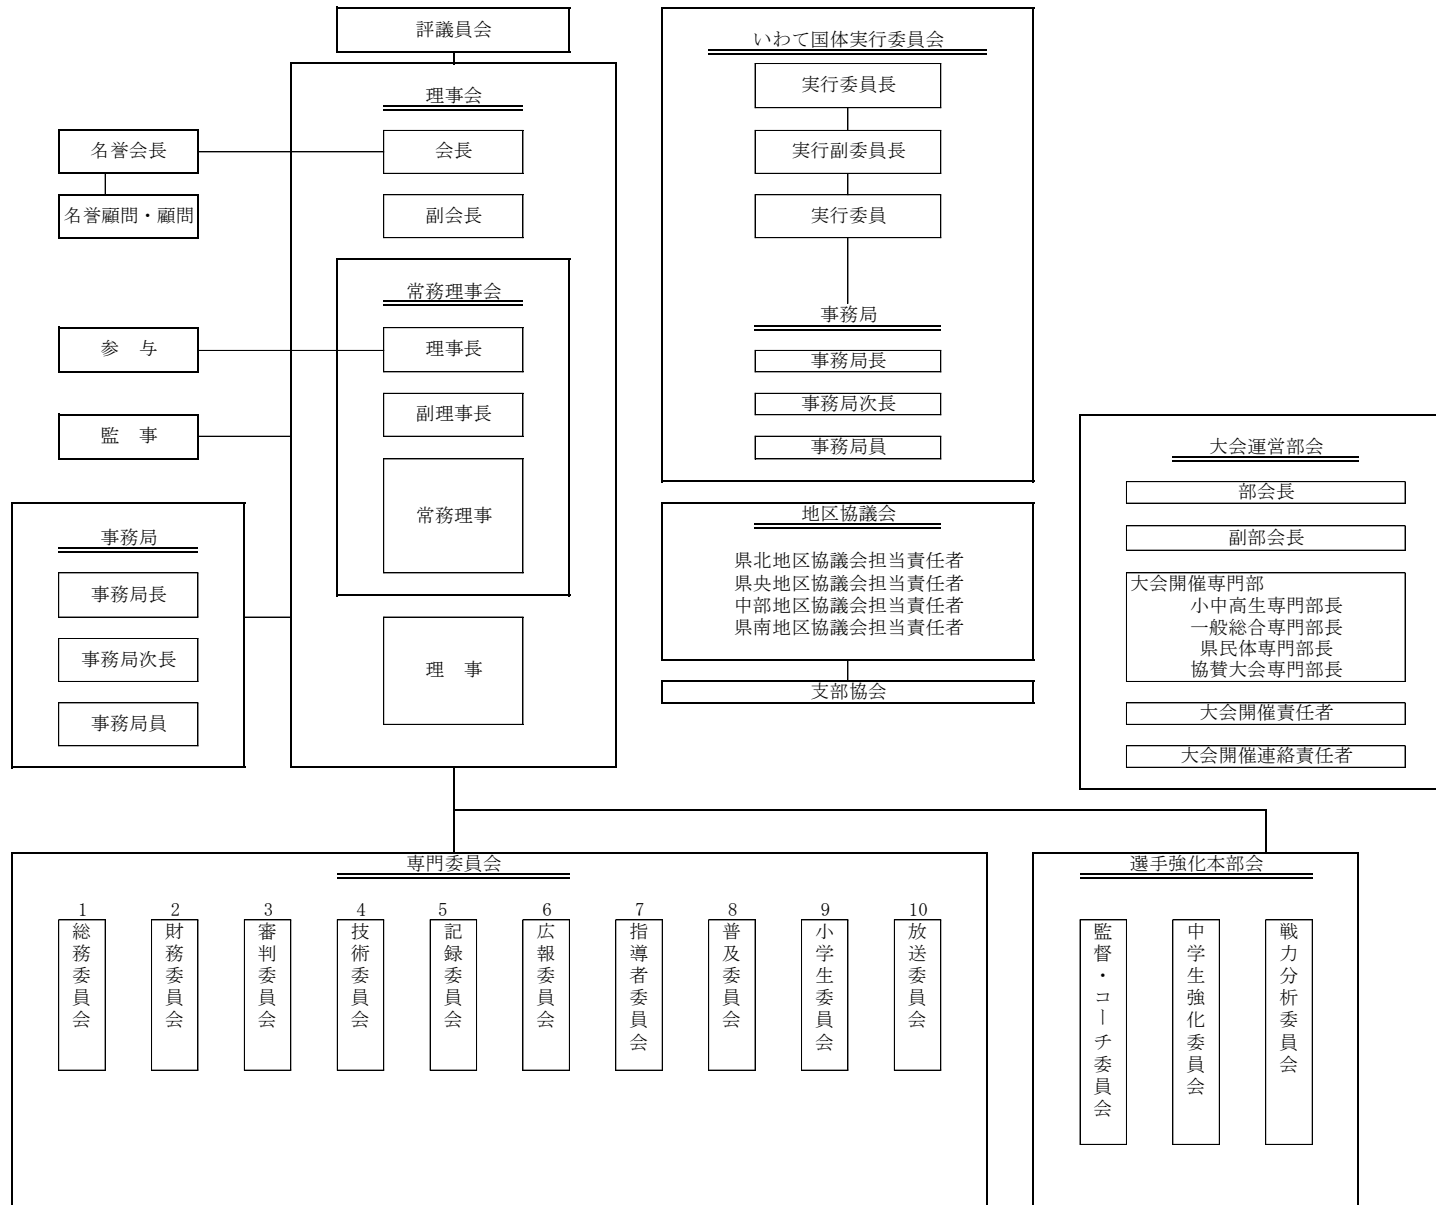 評議員会
理事会
会長
副会長
常務理事会
理事長
副理事長
常務理事
理　事
名誉会長
名誉顧問・顧問
参　与
監　事
事務局
事務局長
事務局次長
事務局員
いわて国体実行委員会
実行委員長
実行副委員長
実行委員
事務局
事務局長
事務局次長
事務局員
地区協議会
県北地区協議会担当責任者
県央地区協議会担当責任者
中部地区協議会担当責任者
県南地区協議会担当責任者
支部協会
大会運営部会
部会長
副部会長
大会開催専門部
小中高生専門部長
一般総合専門部長
県民体専門部長
協賛大会専門部長
大会開催責任者
大会開催連絡責任者
専門委員会
1
総務委員会
2
財務委員会
3
審判委員会
4
技術委員会
5
記録委員会
6
広報委員会
7
指導者委員会
8
普及委員会
9
小学生委員会
10
放送委員会
選手強化本部会
監督・コーチ委員会
中学生強化委員会
戦力分析委員会